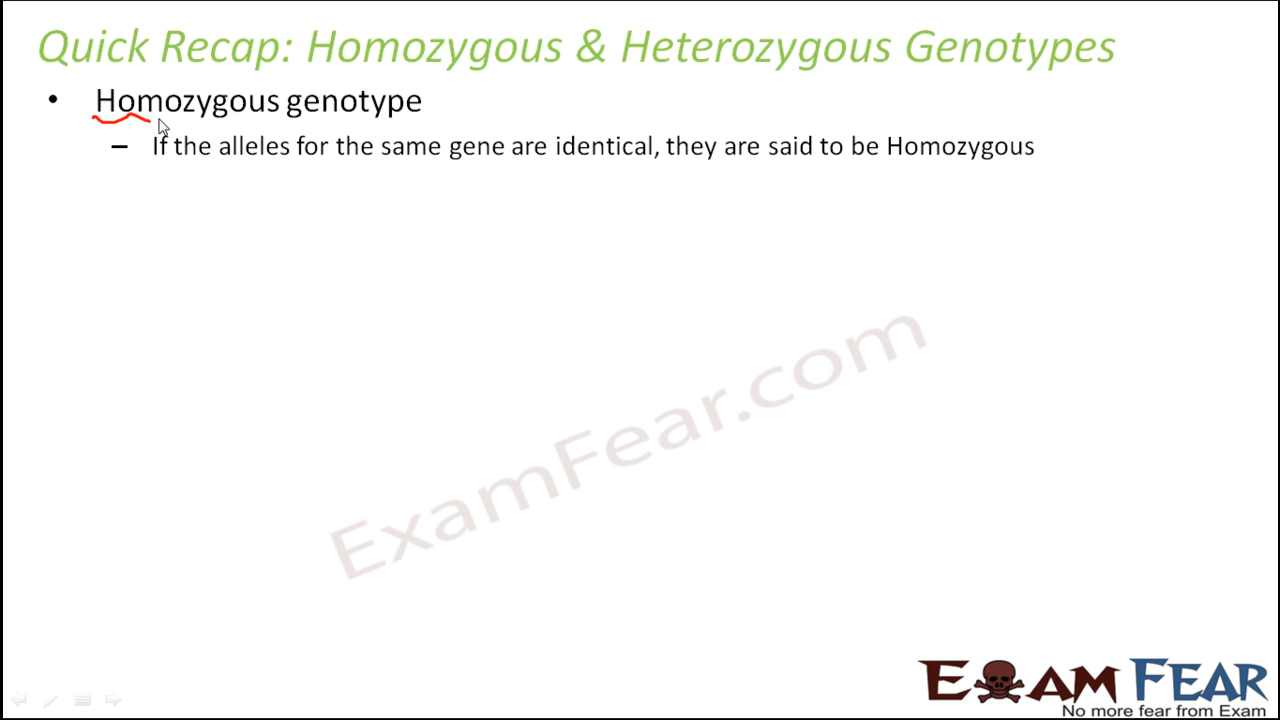 Quick Recap: Homozygous & Heterozygous Genotypes
• Homozygous genotype
– If the alleles for the same gene are identical, they are said to be Homozygous
ExamFear.com
EXAM FEAR
No more fear from Exam